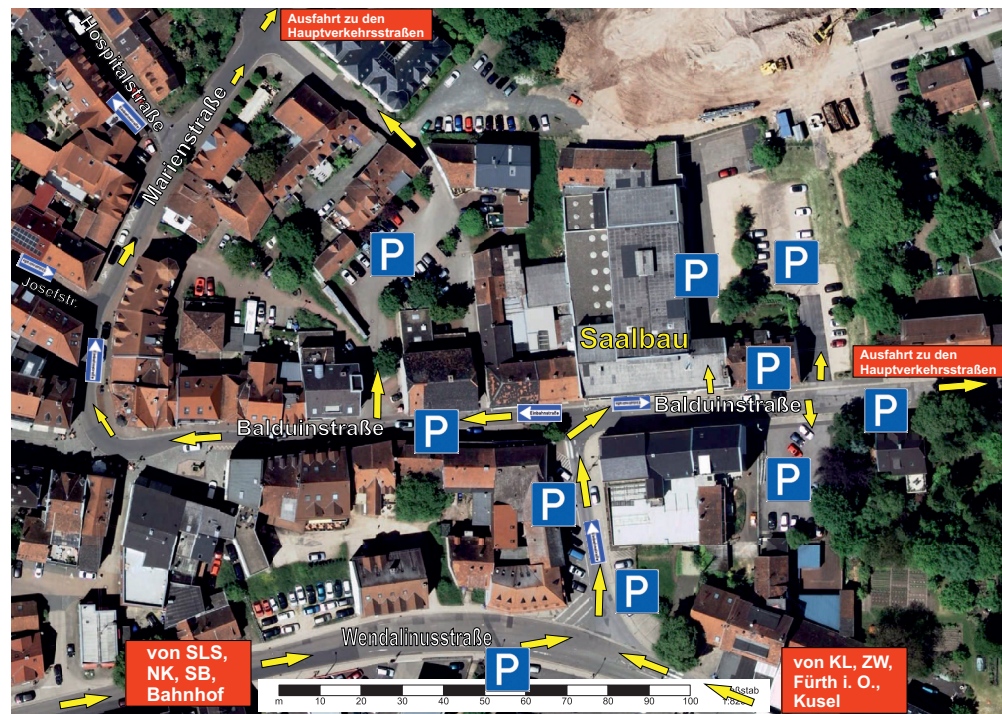 Ausfahrt zu den
Hauptverkehrsstraßen
Hospitalstraße
Marienstraße
P
P
P
Josefstr.
Saalbau
Ausfahrt zu den
Hauptverkehrsstraßen
P
Einbahnstraße
Balduinstraße
Balduinstraße
P
P
P
P
P
Wendalinusstraße
P
von SLS,
NK, SB,
Bahnhof
von KL, ZW,
Fürth i. O.,
Kusel
m 10 20 30 40 50 60 70 80 90 100